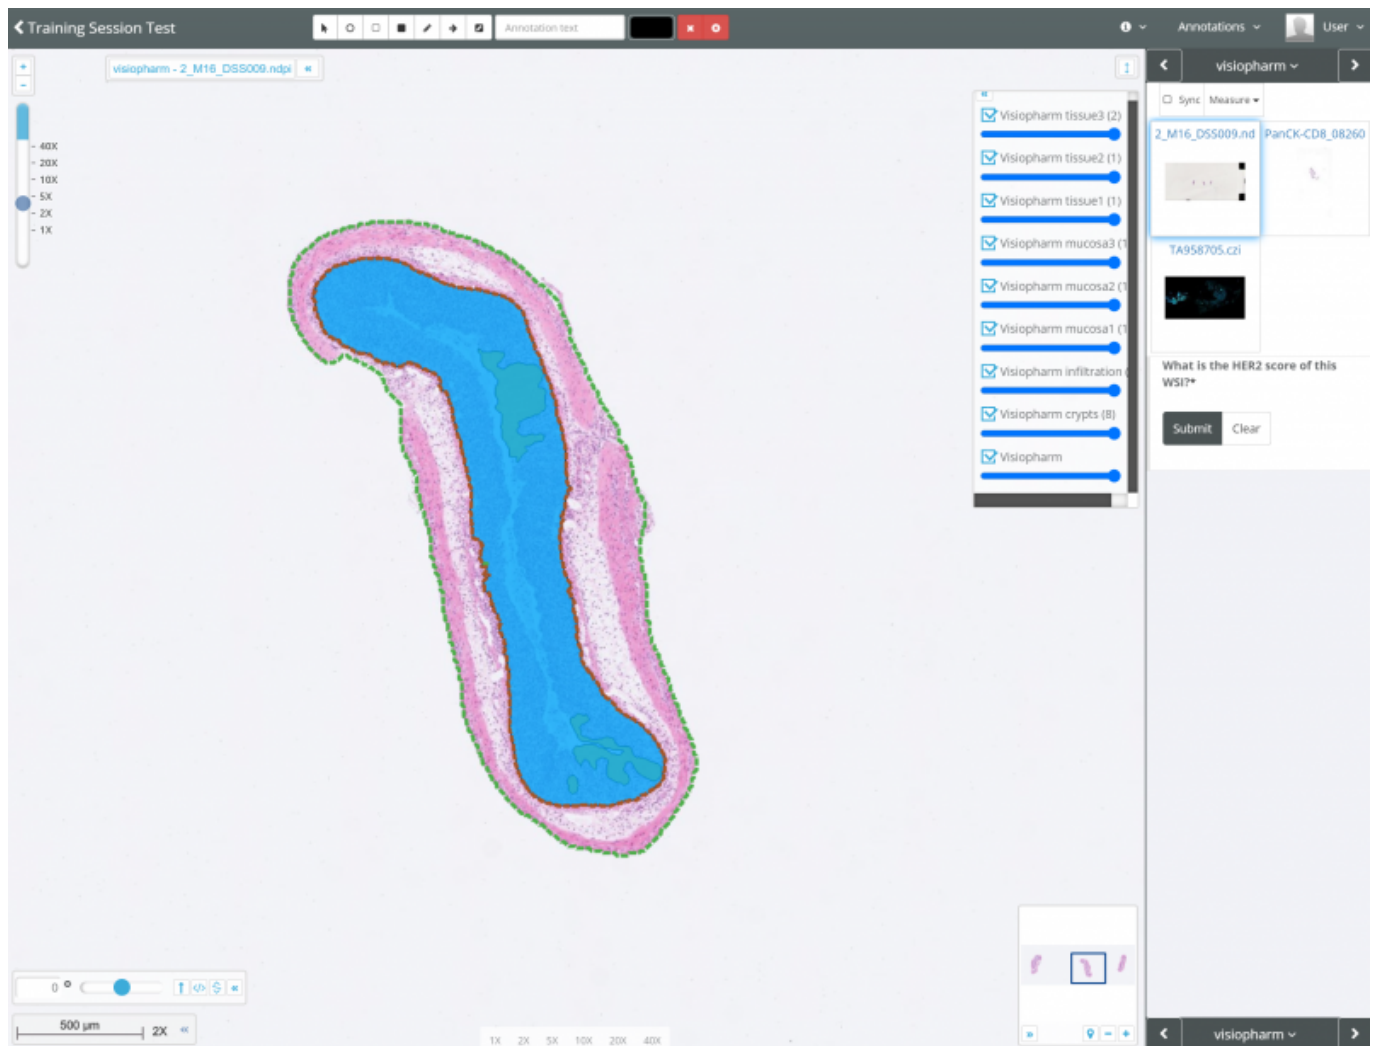 Training Session Test
Annotation text
Annotations
User
visiopharm - 2_M16_DSS009.ndpi
visiopharm
Sync
Measure
2_M16_DSS009.nd
PanCK-CD8_08260
TA958705.czi
What is the HER2 score of this
WSI?*
Submit
Clear
40X
20X
10X
5X
2X
1X
Visiopharm tissue3 (2)
Visiopharm tissue2 (1)
Visiopharm tissue1 (1)
Visiopharm mucosa3 (1
Visiopharm mucosa2 (1
Visiopharm mucosa1 (1
Visiopharm infiltration (
Visiopharm crypts (8)
Visiopharm
0 °
500 µm
2X
1X 2X 5X 10X 20X 40X
visiopharm